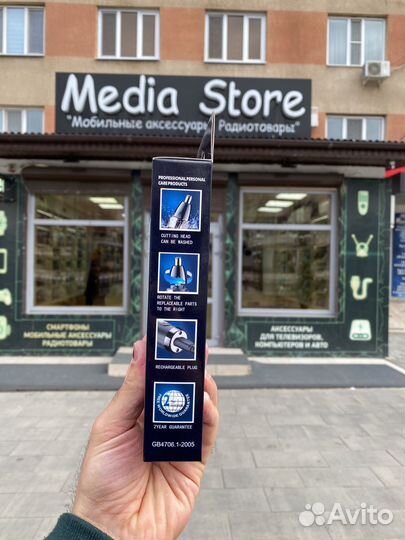 Media Store
"Мобильные аксессуары Радиотовары"
PROFESSIONAL PERSONAL
CARE PRODUCTS
CUTTING HEAD
CAN BE WASHED
ROTATE THE
REPLACEABLE PARTS
TO THE RIGHT
RECHARGEABLE PLUG
2YEAR GUARANTEE
GB4706.1-2005
СМАРТФОНЫ
МОБИЛЬНЫЕ АКСЕССУАРЫ
РАДИОТОВАРЫ
АКСЕССУАРЫ
ДЛЯ ТЕЛЕВИЗОРОВ,
КОМПЬЮТЕРОВ И АВТО
Avito